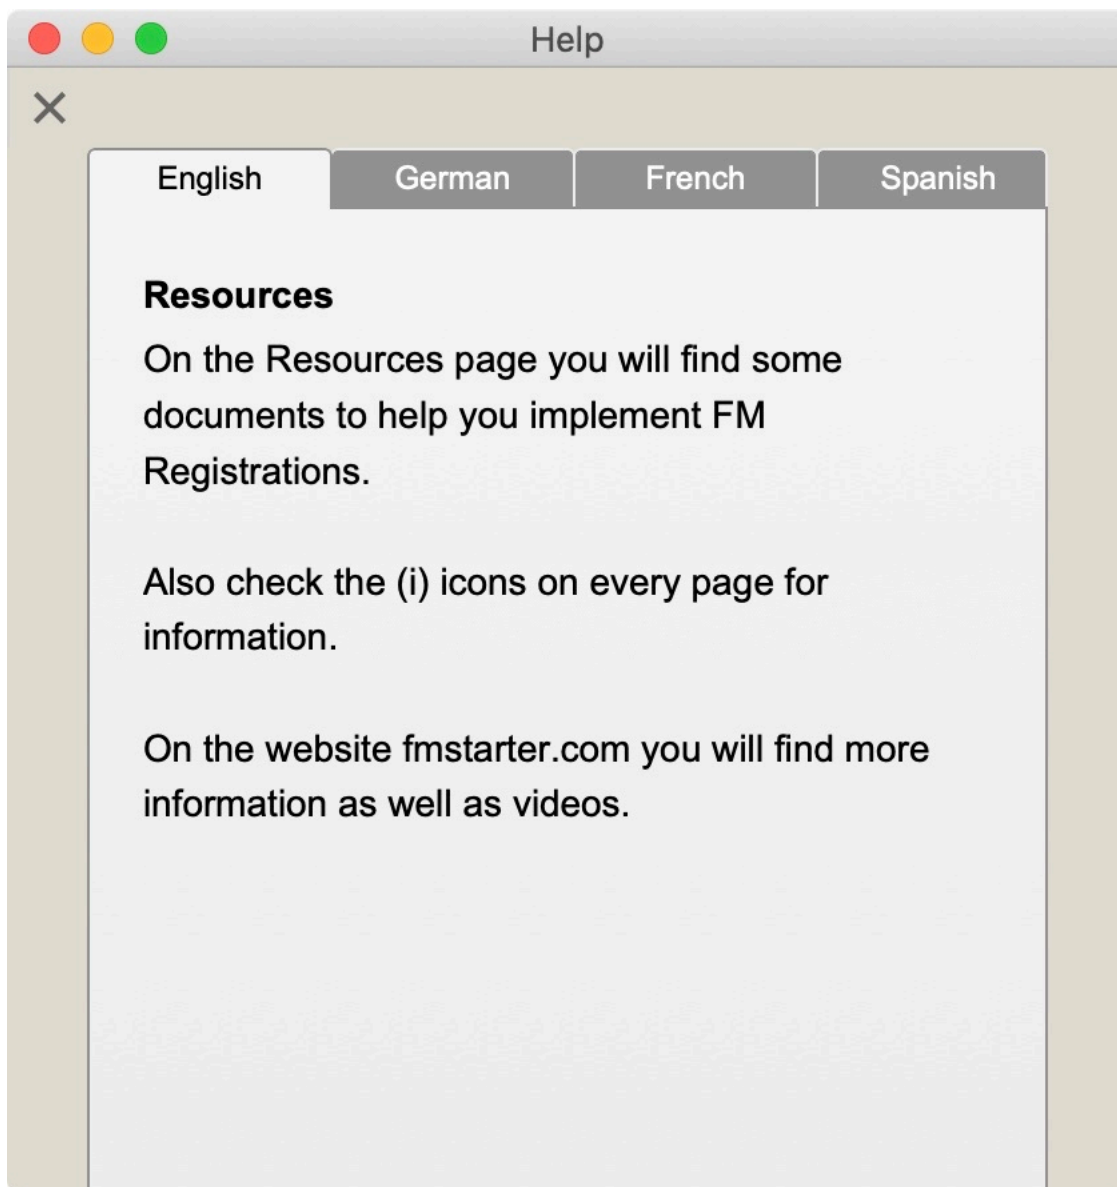 Help
English German French Spanish
Resources
On the Resources page you will find some
documents to help you implement FM
Registrations.
Also check the (i) icons on every page for
information.
On the website fmstarter.com you will find more
information as well as videos.